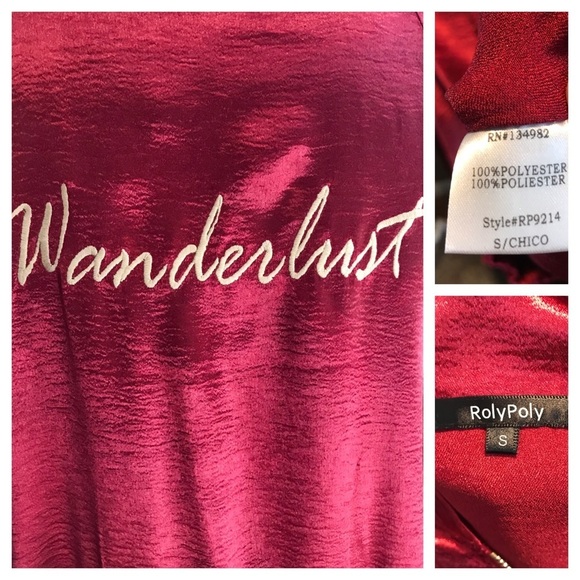 Wanderlust
RN#134982
100%POLYESTER
100%POLIESTER
Style#RP9214
S/CHICO
RolyPoly
S